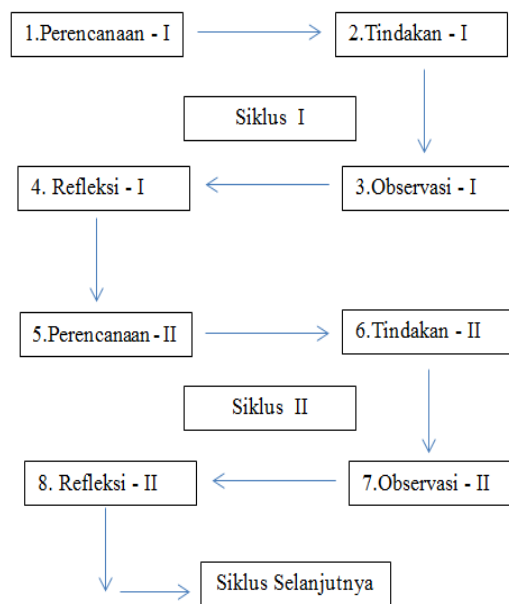 1.Perencanaan - I
2.Tindakan - I
Siklus I
4. Refleksi - I
3.Observasi - I
5.Perencanaan - II
6.Tindakan - II
Siklus II
8. Refleksi - II
7.Observasi - II
Siklus Selanjutnya